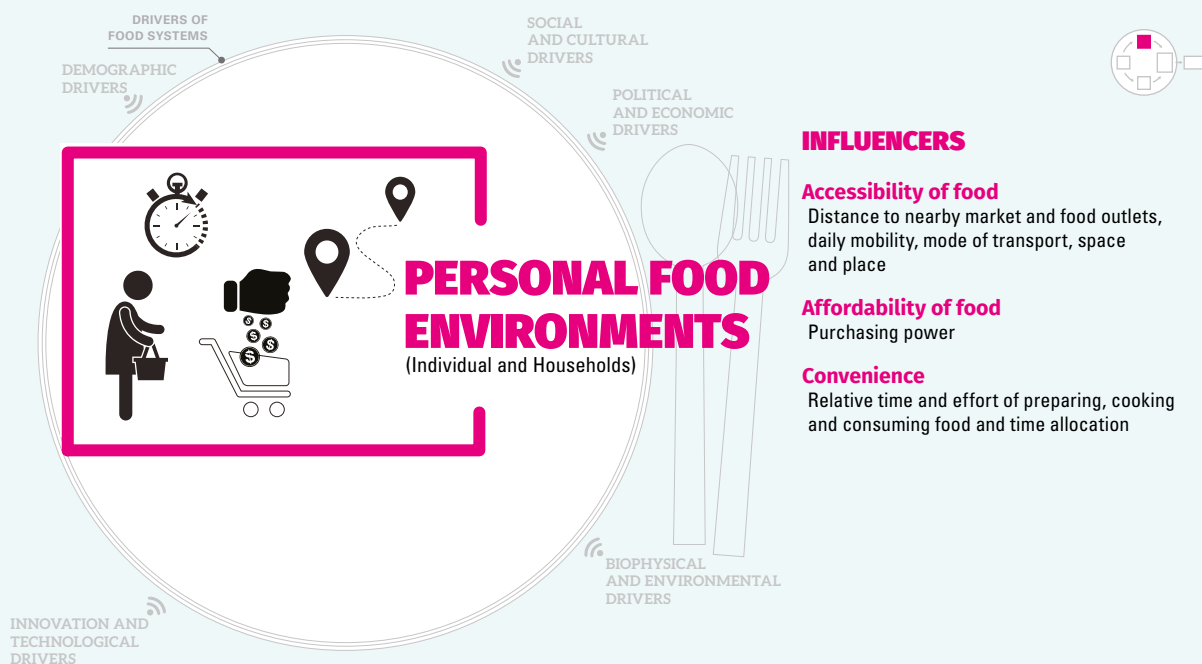 DRIVERS OF
FOOD SYSTEMS
DEMOGRAPHIC
DRIVERS
SOCIAL
AND CULTURAL
DRIVERS
POLITICAL
AND ECONOMIC
DRIVERS
PERSONAL FOOD
ENVIRONMENTS
(Individual and Households)
$
$
$
$
$
BIOPHYSICAL
AND ENVIRONMENTAL
DRIVERS
INNOVATION AND
TECHNOLOGICAL
DRIVERS
INFLUENCERS
Accessibility of food
Distance to nearby market and food outlets,
daily mobility, mode of transport, space
and place
Affordability of food
Purchasing power
Convenience
Relative time and effort of preparing, cooking
and consuming food and time allocation